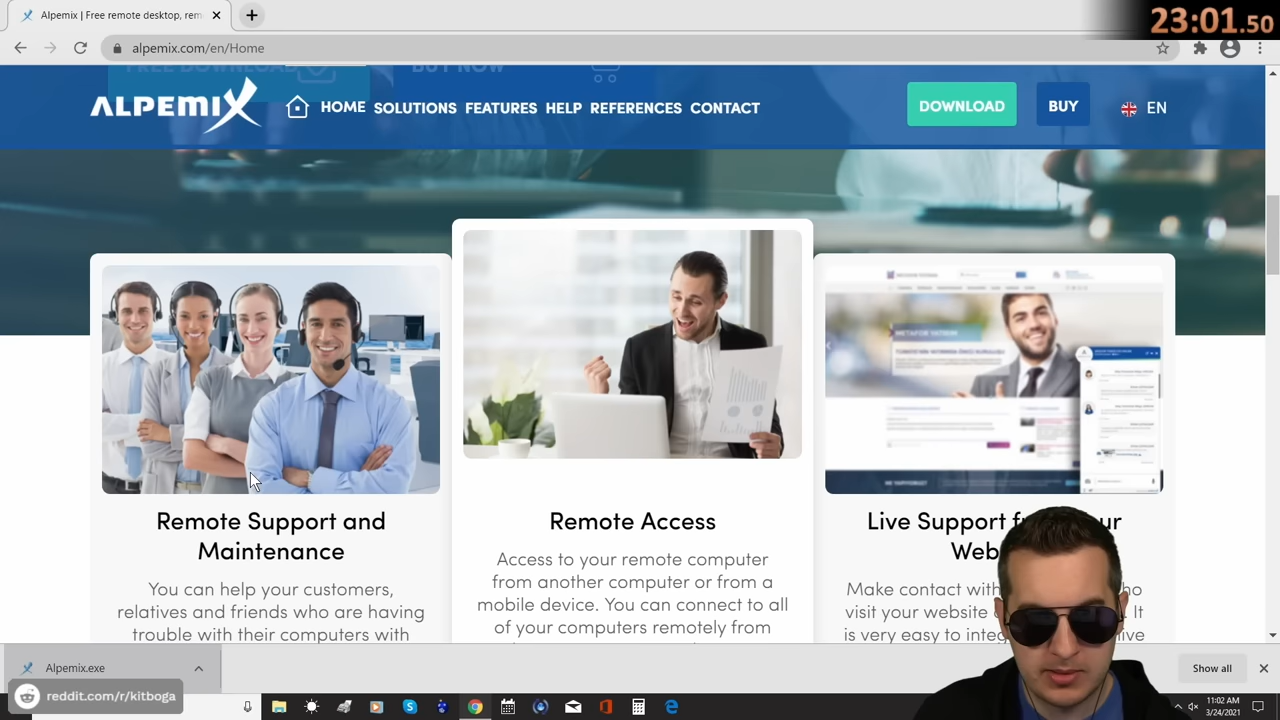 Alpemix | Free remote desktop, rem
23:01.50
alpemix.com/en/Home
FREE DOWNLOAD
BUY NOW
ALPEMIX
HOME
SOLUTIONS
FEATURES
HELP
REFERENCES
CONTACT
DOWNLOAD
BUY
EN
Remote Support and
Maintenance
You can help your customers,
relatives and friends who are having
trouble with their computers with
Remote Access
Access to your remote computer
from another computer or from a
mobile device. You can connect to all
of your computers remotely from
Live Support
Web
Make contact with
visit your website
is very easy to
Alpemix.exe
Show all
reddit.com/r/kitboga
11:02 AM
3/24/2021